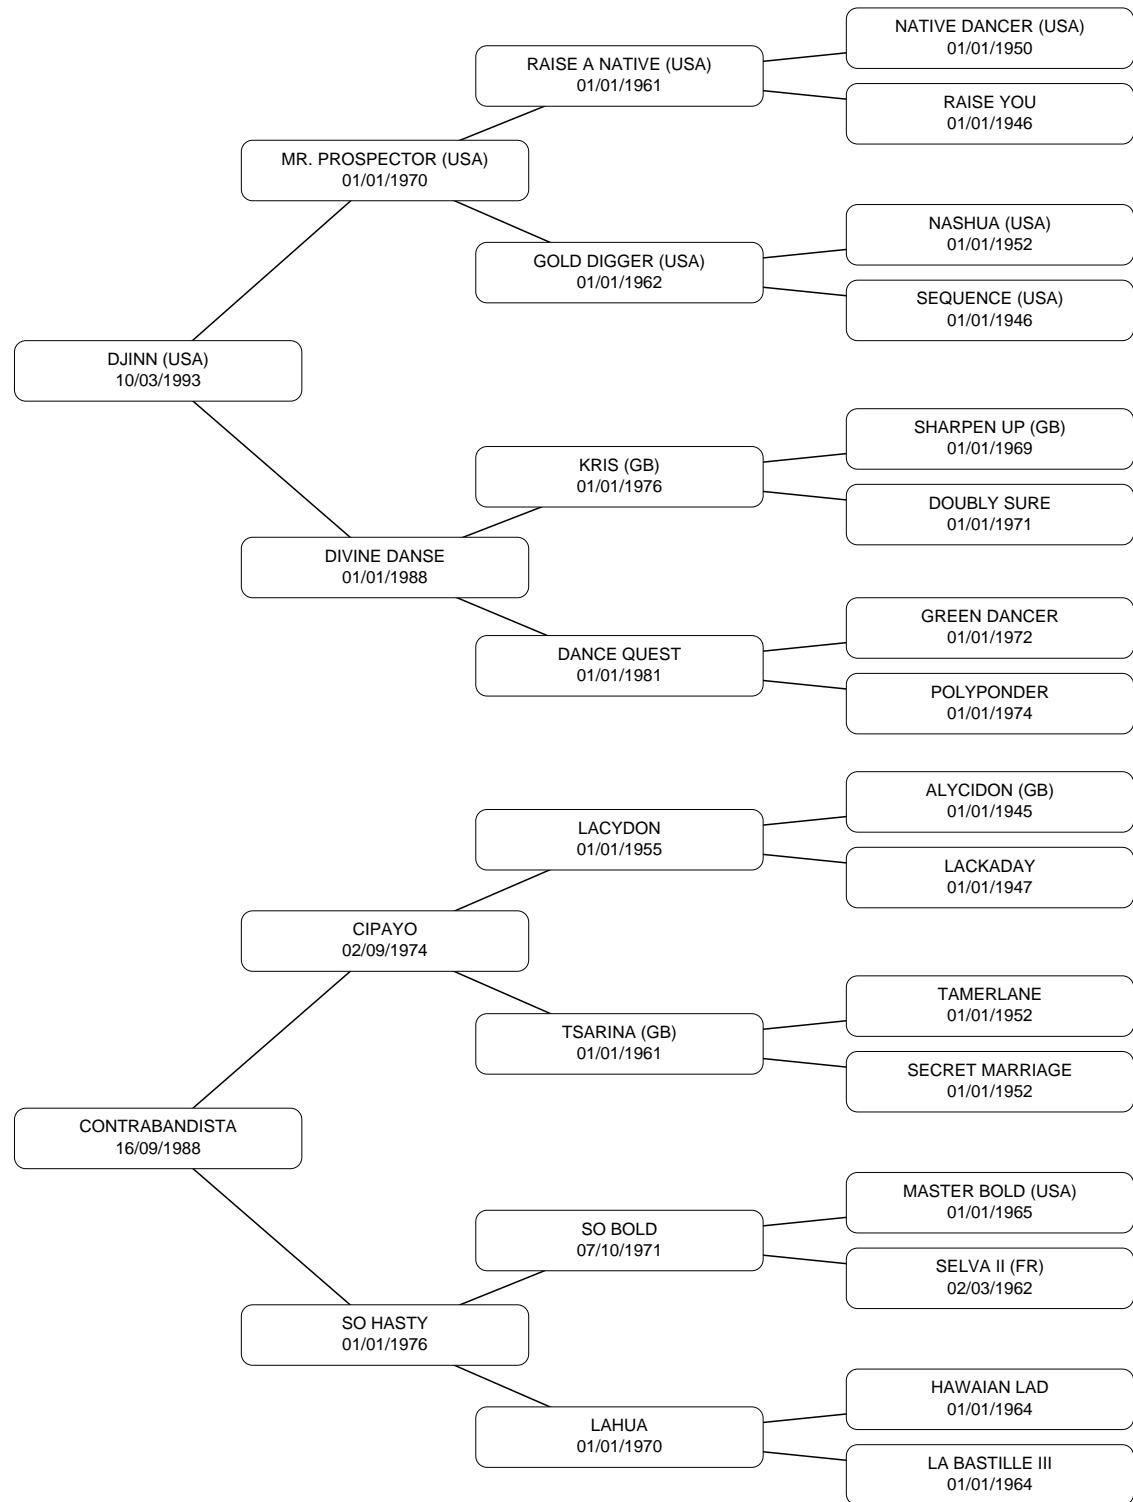 NATIVE DANCER (USA)
01/01/1950
RAISE A NATIVE (USA)
01/01/1961
RAISE YOU
01/01/1946
MR. PROSPECTOR (USA)
01/01/1970
NASHUA (USA)
01/01/1952
GOLD DIGGER (USA)
01/01/1962
SEQUENCE (USA)
01/01/1946
DJINN (USA)
10/03/1993
SHARPEN UP (GB)
01/01/1969
KRIS (GB)
01/01/1976
DOUBLY SURE
01/01/1971
DIVINE DANSE
01/01/1988
GREEN DANCER
01/01/1972
DANCE QUEST
01/01/1981
POLYPONDER
01/01/1974
ALYCIDON (GB)
01/01/1945
LACYDON
01/01/1955
LACKADAY
01/01/1947
CIPAYO
02/09/1974
TAMERLANE
01/01/1952
TSARINA (GB)
01/01/1961
SECRET MARRIAGE
01/01/1952
CONTRABANDISTA
16/09/1988
MASTER BOLD (USA)
01/01/1965
SO BOLD
07/10/1971
SELVA II (FR)
02/03/1962
SO HASTY
01/01/1976
HAWAIAN LAD
01/01/1964
LAHUA
01/01/1970
LA BASTILLE III
01/01/1964